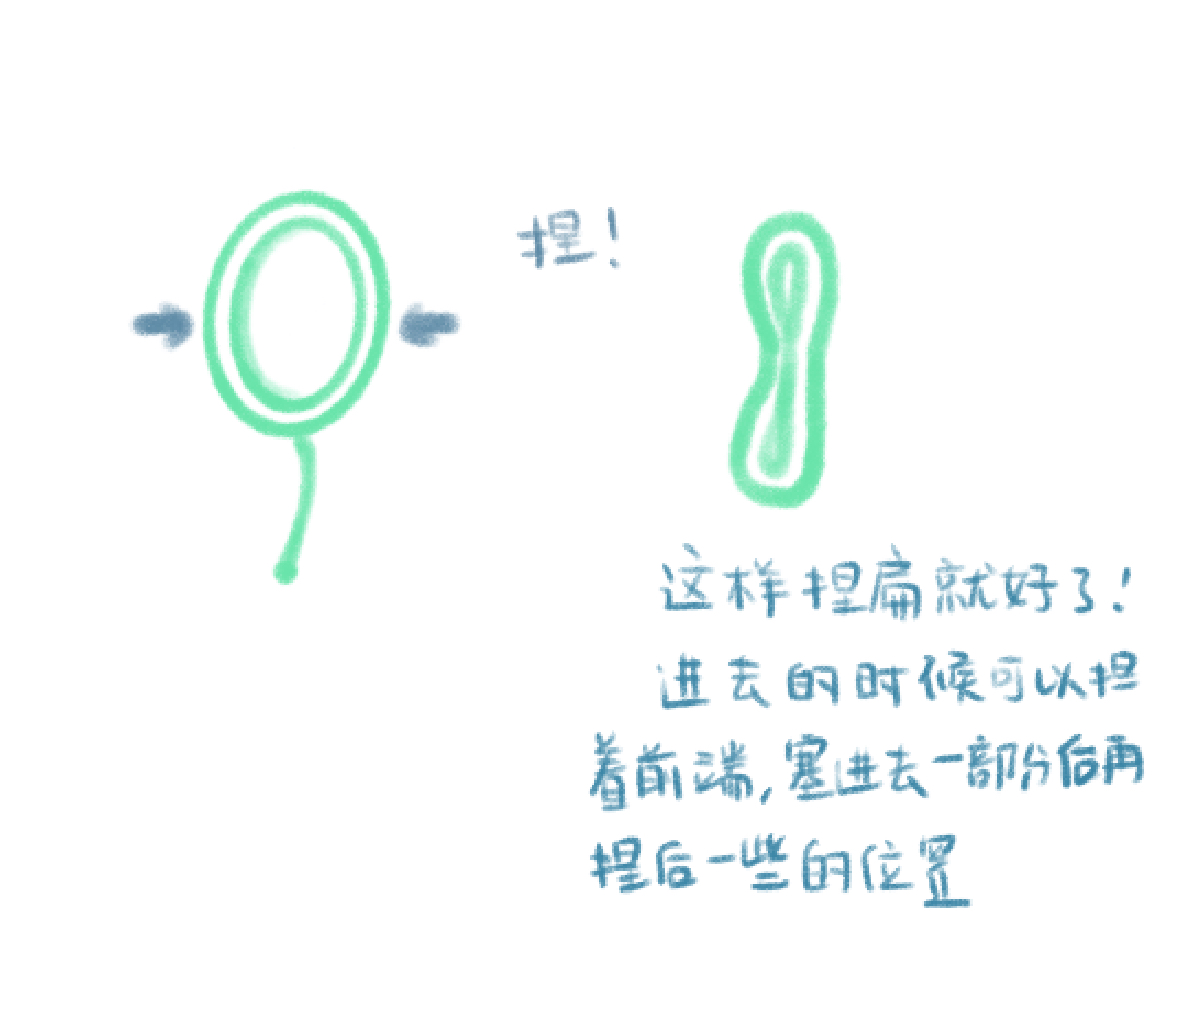 捏！
这样捏扁就好了！
进去的时候可以捏
着前端，塞进去一部分后再
捏后一些的位置